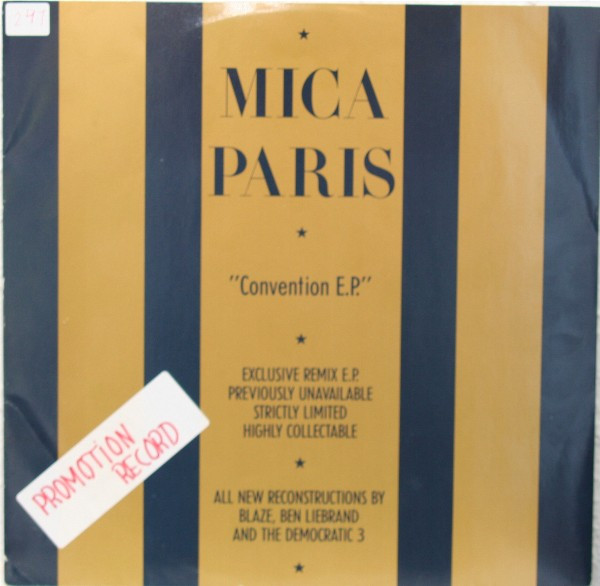 MICA
PARIS
"Convention E.P."
EXCLUSIVE REMIX E.P.
PREVIOUSLY UNAVAILABLE
STRICTLY LIMITED
HIGHLY COLLECTABLE
ALL NEW RECONSTRUCTIONS BY
BLAZE, BEN LIEBRAND
AND THE DEMOCRATIC 3
PROMOTION
RECORD